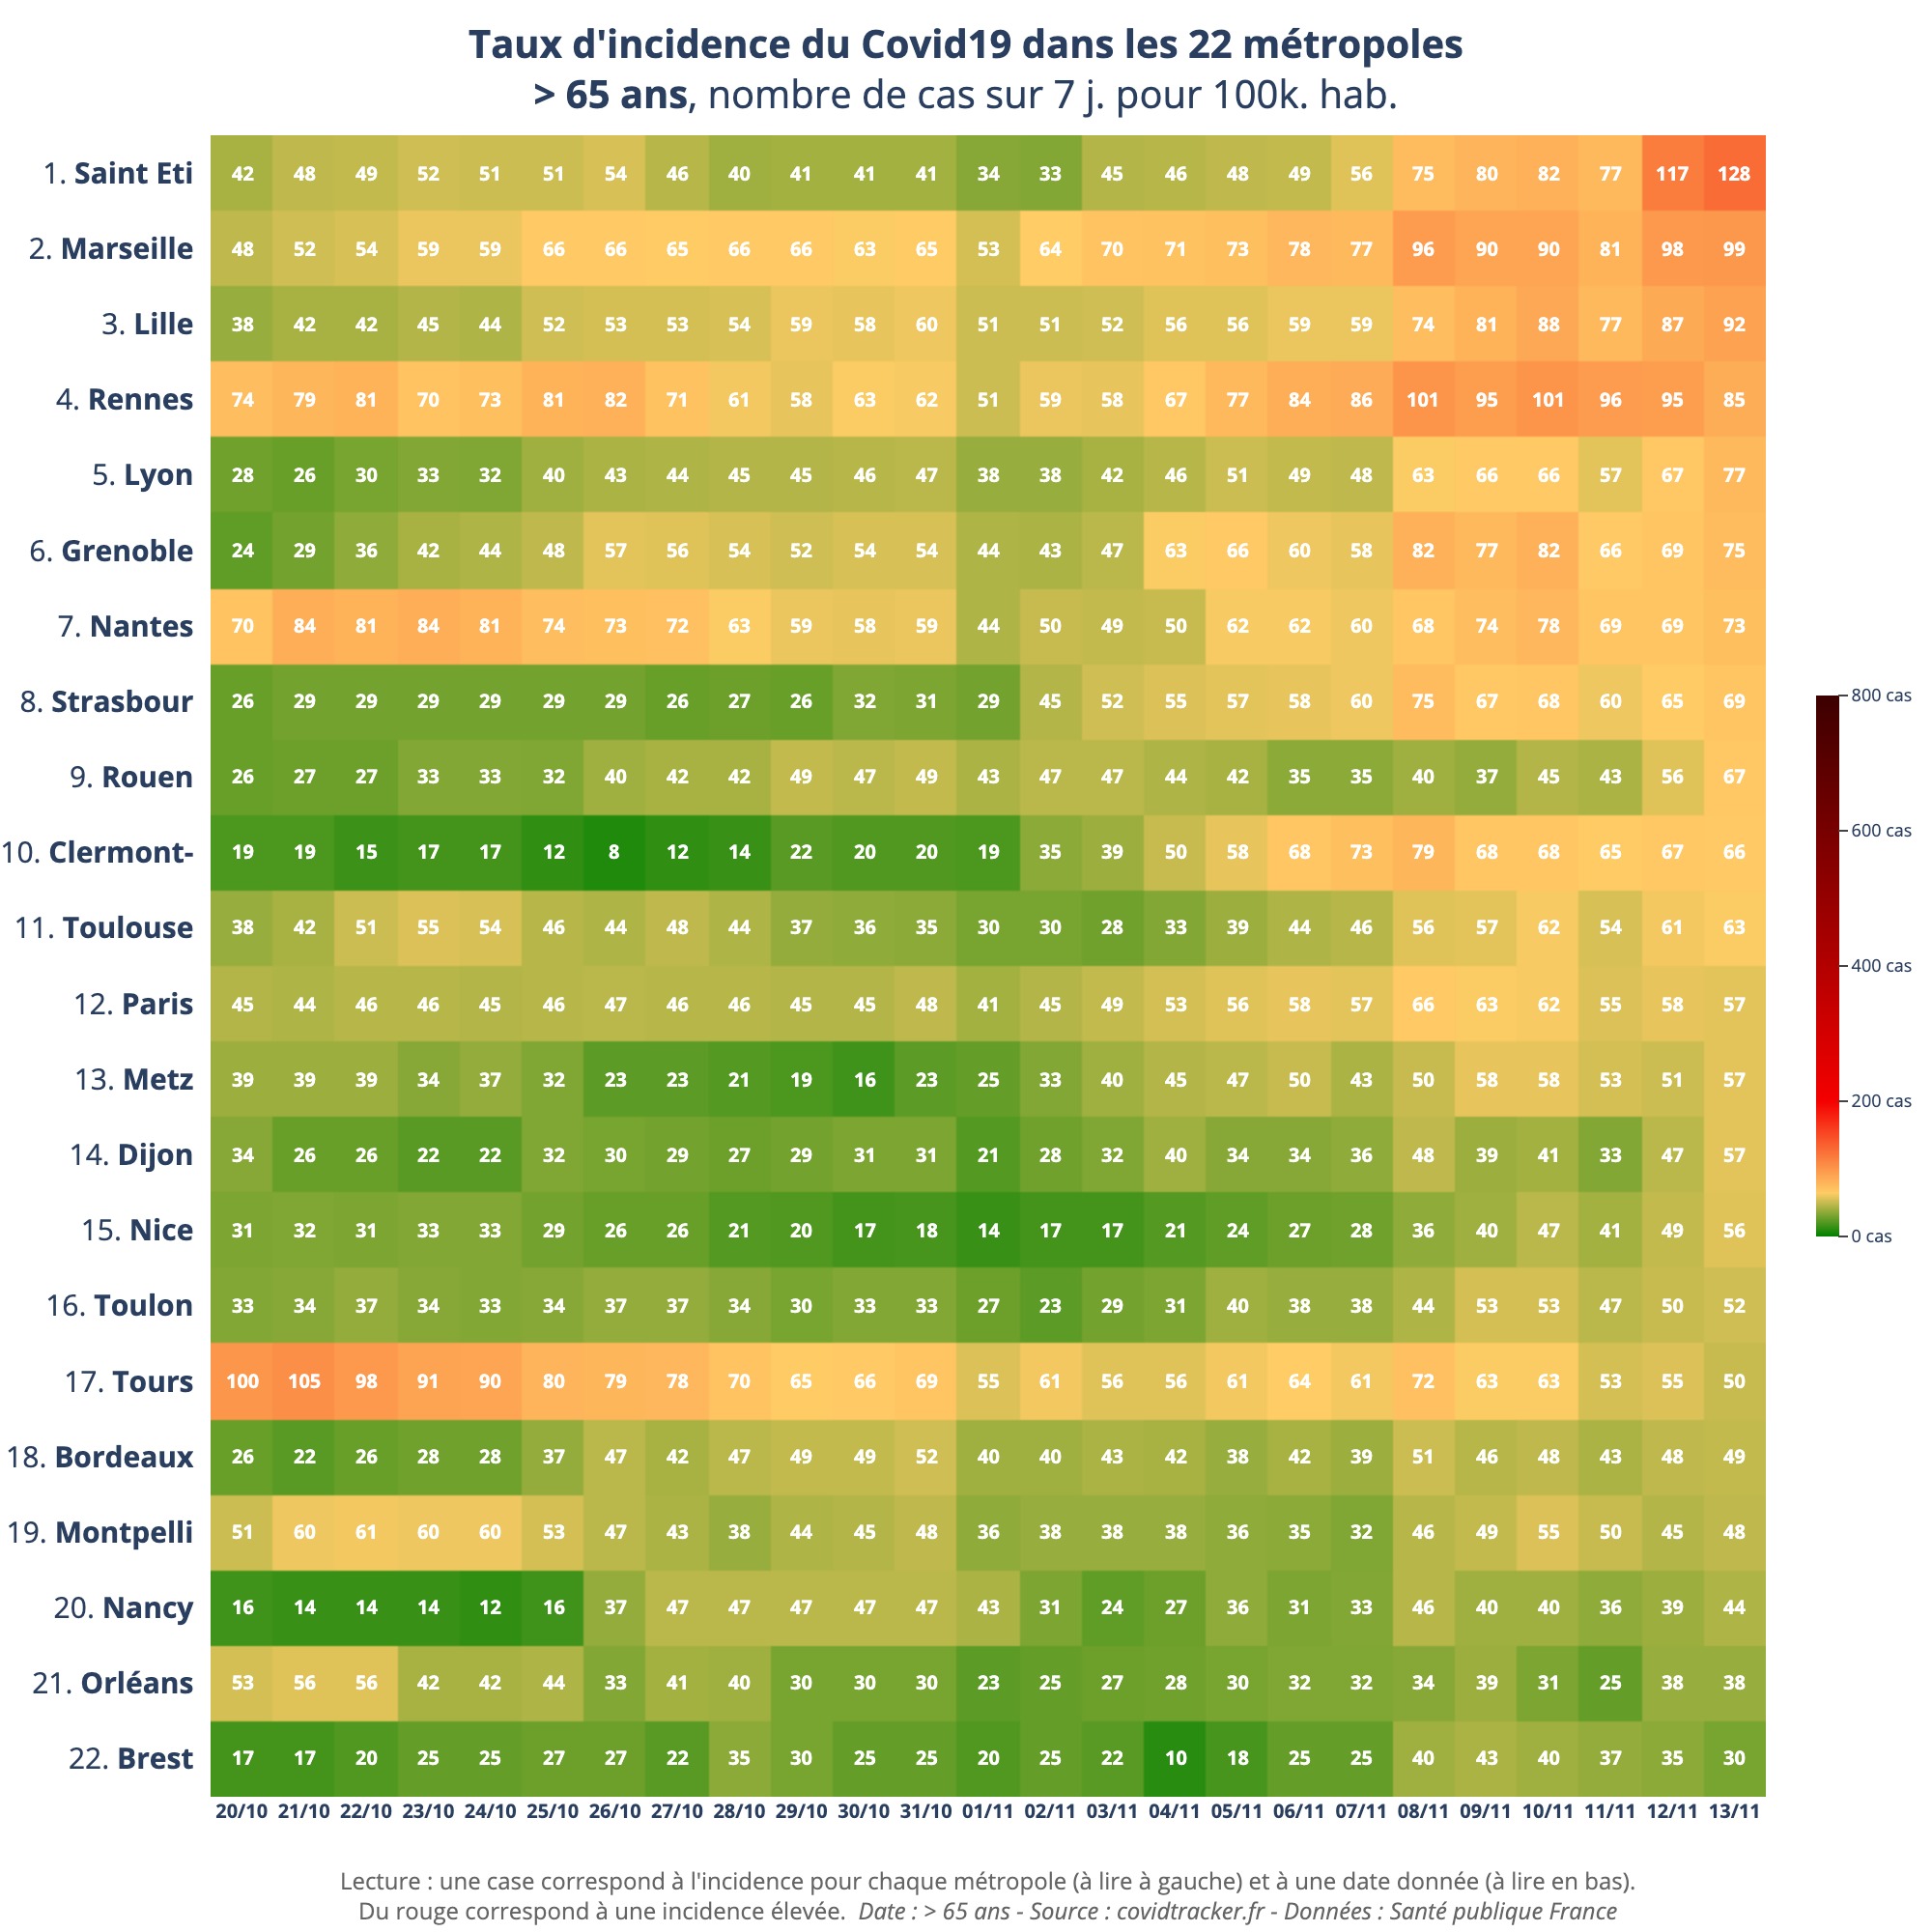 Taux d'incidence du Covid19 dans les 22 métropoles
> 65 ans, nombre de cas sur 7 j. pour 100k. hab.
1. Saint Eti 42 48 49 52 51 51 54 46 40 41 41 41 34 33 45 46 48 49 56 75 80 82 77 117 128
2. Marseille 48 52 54 59 59 66 66 65 66 66 63 65 53 64 70 71 73 78 77 96 90 90 81 98 99
3. Lille 38 42 42 45 44 52 53 53 54 59 58 60 51 51 52 56 56 59 59 74 81 88 77 87 92
4. Rennes 74 79 81 70 73 81 82 71 61 58 63 62 51 59 58 67 77 84 86 101 95 101 96 95 85
5. Lyon 28 26 30 33 32 40 43 44 45 45 46 47 38 38 42 46 51 49 48 63 66 66 57 67 77
6. Grenoble 24 29 36 42 44 48 57 56 54 52 54 54 44 43 47 63 66 60 58 82 77 82 66 69 75
7. Nantes 70 84 81 84 81 74 73 72 63 59 58 59 44 50 49 50 62 62 60 68 74 78 69 69 73
8. Strasbour 26 29 29 29 29 29 29 26 27 26 32 31 29 45 52 55 57 58 60 75 67 68 60 65 69
9. Rouen 26 27 27 33 33 32 40 42 42 49 47 49 43 47 47 44 42 35 35 40 37 45 43 56 67
10. Clermont- 19 19 15 17 17 12 8 12 14 22 20 20 19 35 39 50 58 68 73 79 68 68 65 67 66
11. Toulouse 38 42 51 55 54 46 44 48 44 37 36 35 30 30 28 33 39 44 46 56 57 62 54 61 63
12. Paris 45 44 46 46 45 46 47 46 46 45 45 48 41 45 49 53 56 58 57 66 63 62 55 58 57
13. Metz 39 39 39 34 37 32 23 23 21 19 16 23 25 33 40 45 47 50 43 50 58 58 53 51 57
14. Dijon 34 26 26 22 22 32 30 29 27 29 31 31 21 28 32 40 34 34 36 48 39 41 33 47 57
15. Nice 31 32 31 33 33 29 26 26 21 20 17 18 14 17 17 21 24 27 28 36 40 47 41 49 56
16. Toulon 33 34 37 34 33 34 37 37 34 30 33 33 27 23 29 31 40 38 38 44 53 53 47 50 52
17. Tours 100 105 98 91 90 80 79 78 70 65 66 69 55 61 56 56 61 64 61 72 63 63 53 55 50
18. Bordeaux 26 22 26 28 28 37 47 42 47 49 49 52 40 40 43 42 38 42 39 51 46 48 43 48 49
19. Montpelli 51 60 61 60 60 53 47 43 38 44 45 48 36 38 38 38 36 35 32 46 49 55 50 45 48
20. Nancy 16 14 14 14 12 16 37 47 47 47 47 47 43 31 24 27 36 31 33 46 40 40 36 39 44
21. Orléans 53 56 56 42 42 44 33 41 40 30 30 30 23 25 27 28 30 32 32 34 39 31 25 38 38
22. Brest 17 17 20 25 25 27 27 22 35 30 25 25 20 25 22 10 18 25 25 40 43 40 37 35 30
20/10 21/10 22/10 23/10 24/10 25/10 26/10 27/10 28/10 29/10 30/10 31/10 01/11 02/11 03/11 04/11 05/11 06/11 07/11 08/11 09/11 10/11 11/11 12/11 13/11
800 cas
600 cas
400 cas
200 cas
0 cas
Lecture : une case correspond à l'incidence pour chaque métropole (à lire à gauche) et à une date donnée (à lire en bas).
Du rouge correspond à une incidence élevée. Date : > 65 ans - Source : covidtracker.fr - Données : Santé publique France